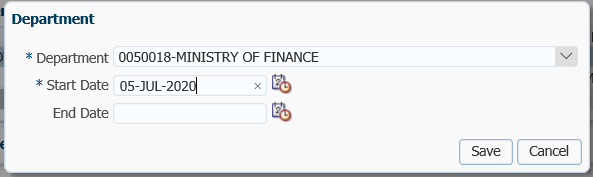 Department
* Department 0050018-MINISTRY OF FINANCE
* Start Date 05-JUL-2020 ×
End Date
Save Cancel